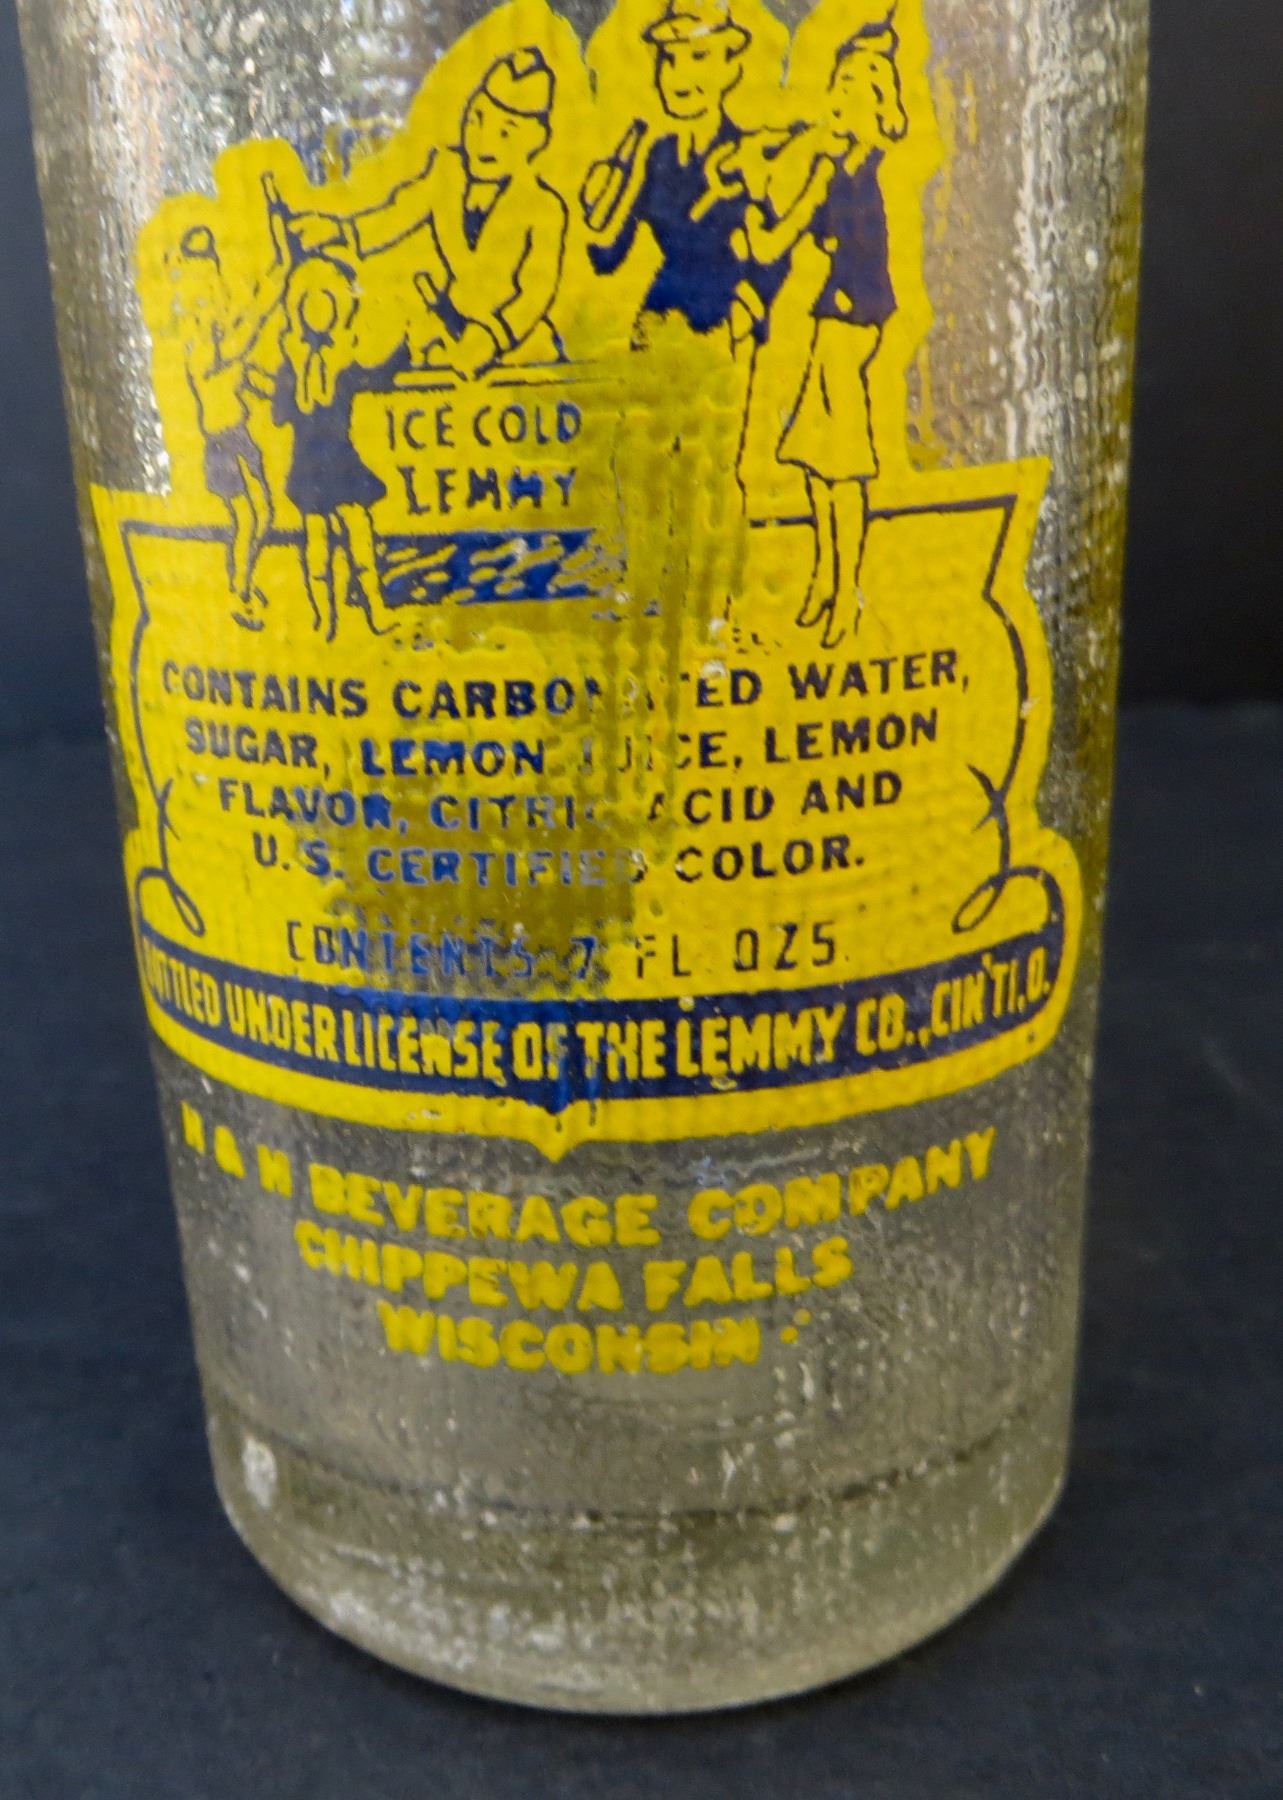 ICE COLD
LEMMY
CONTAINS CARBONATED WATER,
SUGAR, LEMON JUICE, LEMON
FLAVOR, CITRIC ACID AND
U.S. CERTIFIED COLOR.
CONTENTS 7 FL. OZS.
BOTTLED UNDER LICENSE OF THE LEMMY CO., CIN'TI, O.
& H BEVERAGE COMPANY
CHIPPEWA FALLS
WISCONSIN